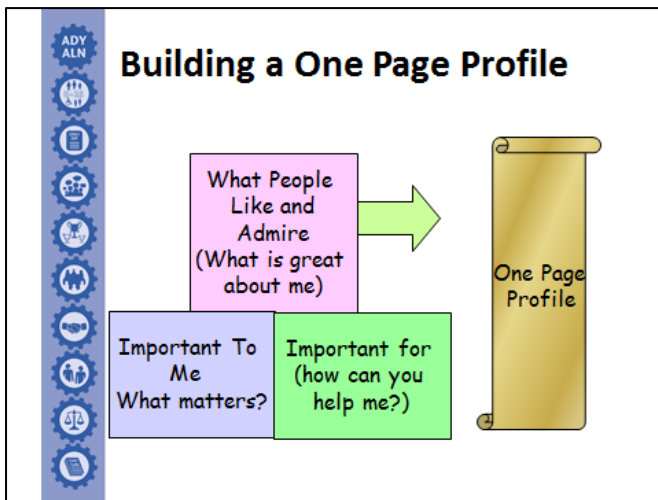 ADY
ALN
Building a One Page Profile
What People
Like and
Admire
(What is great
about me)
One Page
Profile
Important To
Me
What matters?
Important for
(how can you
help me?)